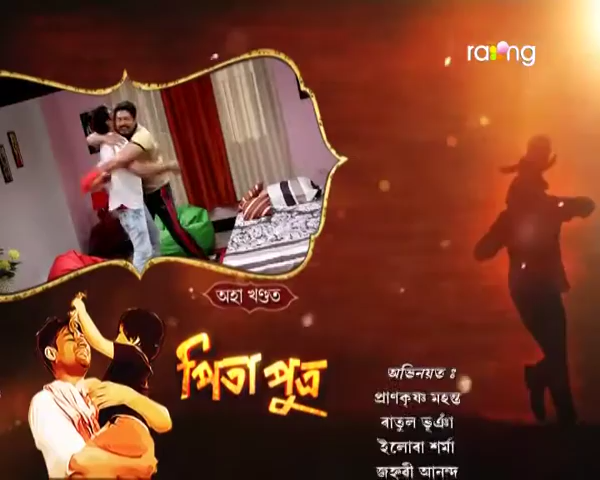 rang
অহা খণ্ডত
পিতা পুত্ৰ
অভিনয়ত ঃ
প্ৰাণকৃষ্ণ মহন্ত
ৰাতুল ভূঞা
ইলোৰা শৰ্মা
জহ্নৱী আনন্দ